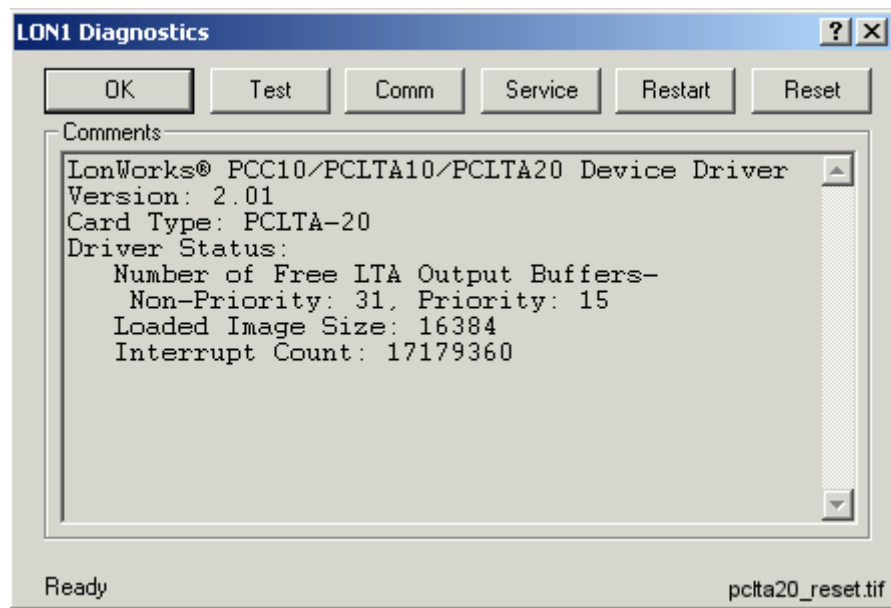 LON1 Diagnostics
OK Test Comm Service Restart Reset
Comments
LonWorks® PCC10/PCLTA10/PCLTA20 Device Driver
Version: 2.01
Card Type: PCLTA-20
Driver Status:
Number of Free LTA Output Buffers-
Non-Priority: 31, Priority: 15
Loaded Image Size: 16384
Interrupt Count: 17179360
Ready
pclta20_reset.tif